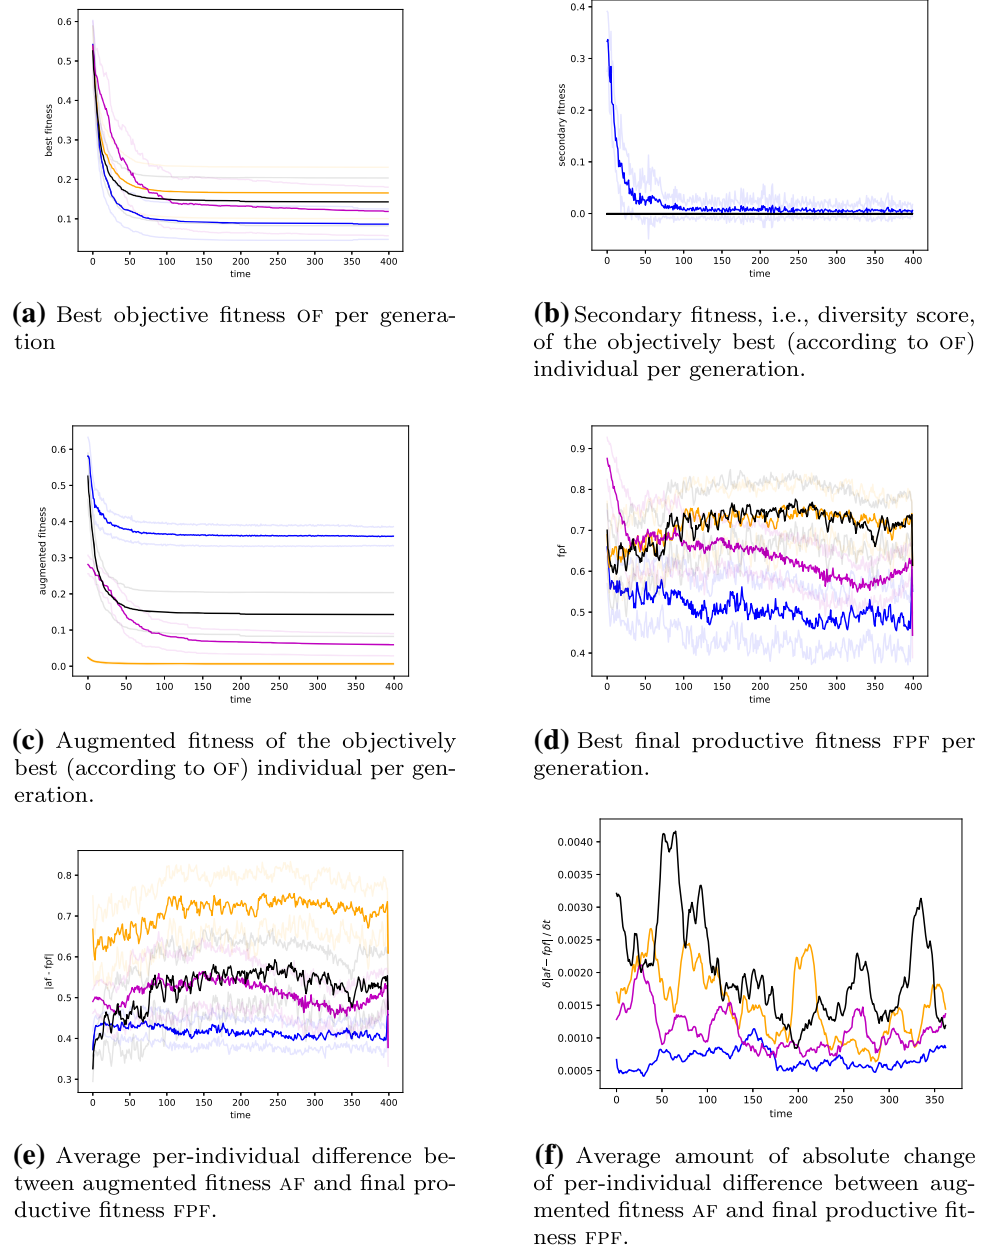 0.6
0.5
0.4
0.3
0.2
0.1
best fitness
0 50 100 150 200 250 300 350 400
time
(a) Best objective fitness OF per genera-
tion
0.4
0.3
0.2
0.1
0.0
secondary fitness
0 50 100 150 200 250 300 350 400
time
(b) Secondary fitness, i.e., diversity score,
of the objectively best (according to OF)
individual per generation.
0.6
0.5
0.4
0.3
0.2
0.1
0.0
augmented fitness
0 50 100 150 200 250 300 350 400
time
(c) Augmented fitness of the objectively
best (according to OF) individual per gen-
eration.
0.9
0.8
0.7
0.6
0.5
0.4
fpf
0 50 100 150 200 250 300 350 400
time
(d) Best final productive fitness FPF per
generation.
0.8
0.7
0.6
0.5
0.4
0.3
|af - fpf|
0 50 100 150 200 250 300 350 400
time
(e) Average per-individual difference be-
tween augmented fitness AF and final pro-
ductive fitness FPF.
0.0040
0.0035
0.0030
0.0025
0.0020
0.0015
0.0010
0.0005
δ|af − fpf| / δt
0 50 100 150 200 250 300 350
time
(f) Average amount of absolute change
of per-individual difference between aug-
mented fitness AF and final productive fit-
ness FPF.